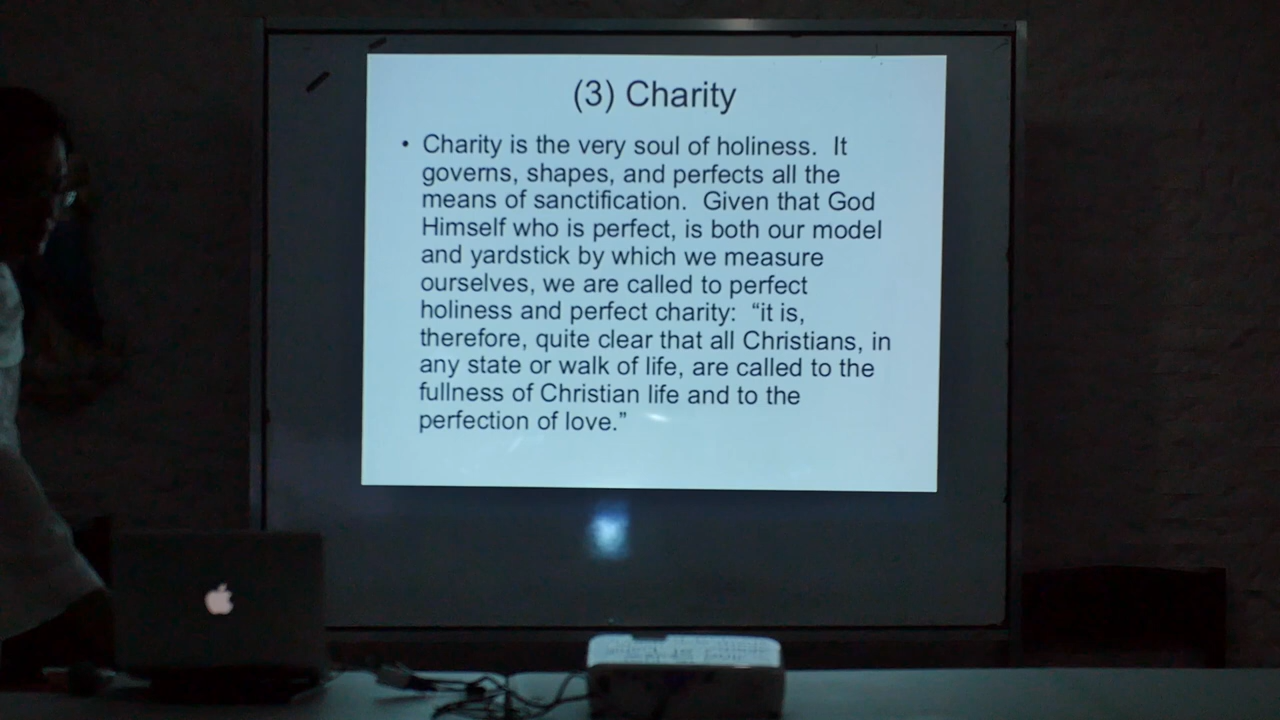 (3) Charity
• Charity is the very soul of holiness. It
governs, shapes, and perfects all the
means of sanctification. Given that God
Himself who is perfect, is both our model
and yardstick by which we measure
ourselves, we are called to perfect
holiness and perfect charity: “it is,
therefore, quite clear that all Christians, in
any state or walk of life, are called to the
fullness of Christian life and to the
perfection of love.”